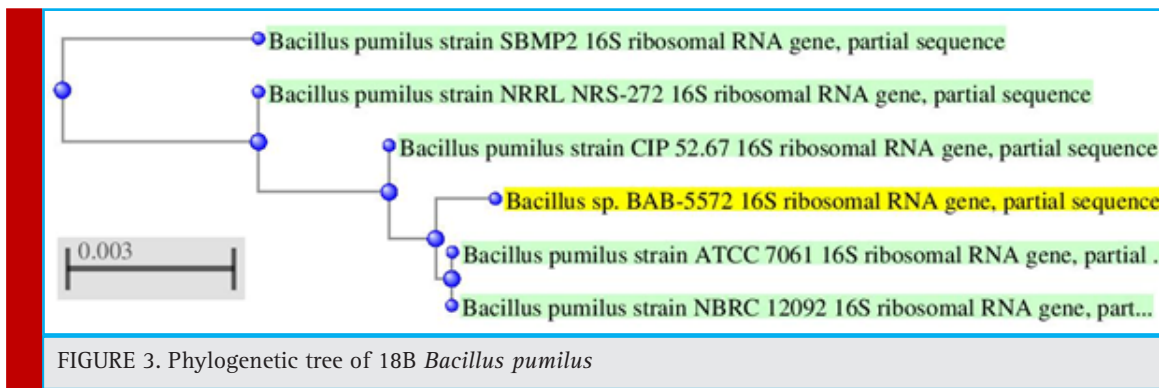 Bacillus pumilus strain SBMP2 16S ribosomal RNA gene, partial sequence
Bacillus pumilus strain NRRL NRS-272 16S ribosomal RNA gene, partial sequence
Bacillus pumilus strain CIP 52.67 16S ribosomal RNA gene, partial sequence
Bacillus sp. BAB-5572 16S ribosomal RNA gene, partial sequence
0.003
Bacillus pumilus strain ATCC 7061 16S ribosomal RNA gene, partial .
Bacillus pumilus strain NBRC 12092 16S ribosomal RNA gene, part...
FIGURE 3. Phylogenetic tree of 18B Bacillus pumilus